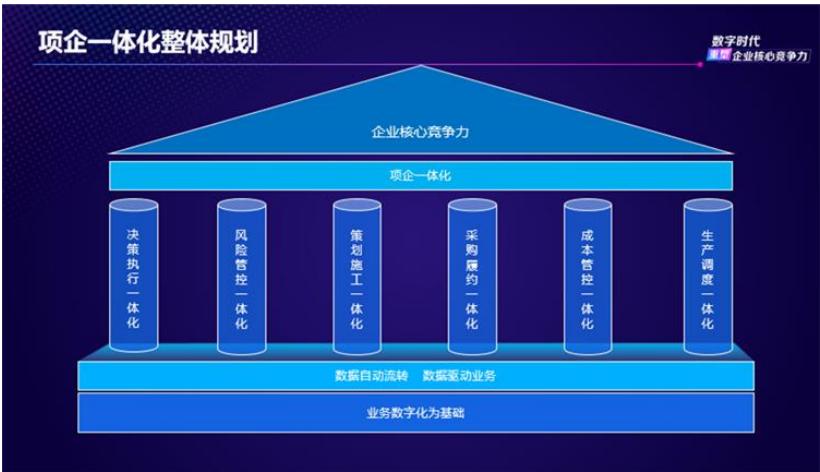 项企一体化整体规划
数字时代
重塑 企业核心竞争力
企业核心竞争力
项企一体化
决策执行一体化
风险管控一体化
策划施工一体化
采购履约一体化
成本管控一体化
生产调度一体化
数据自动流转 数据驱动业务
业务数字化为基础